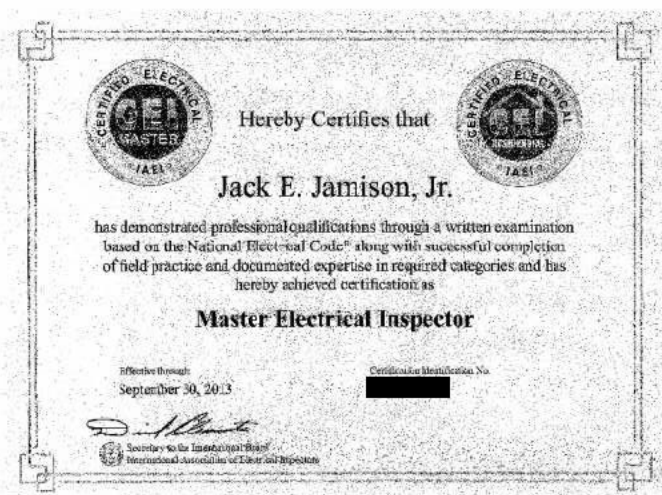 CERTIFIED ELECTRICAL
CEI
MASTER
IAEI
CERTIFIED ELECTRICAL
CEI
RESIDENTIAL
IAEI
Hereby Certifies that
Jack E. Jamison, Jr.
has demonstrated professional qualifications through a written examination
based on the National Electrical Code® along with successful completion
of field practice and documented expertise in required categories and has
hereby achieved certification as
Master Electrical Inspector
Effective through:
September 30, 2013
Certification Identification No.
Secretary to the International Board
International Association of Electrical Inspectors